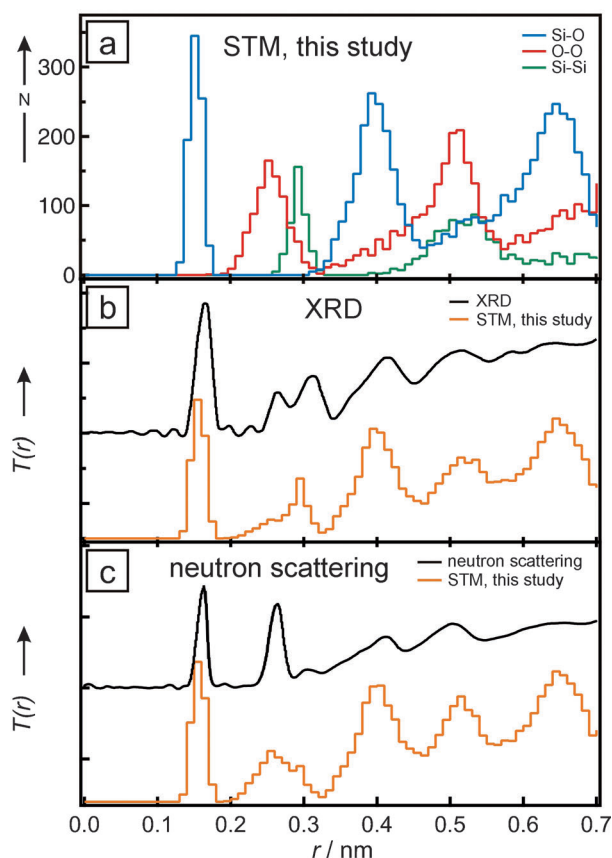 a
STM, this study
Si-O
O-O
Si-Si
300
N
200
100
0
b
XRD
XRD
STM, this study
T(r)
c
neutron scattering
neutron scattering
STM, this study
T(r)
0.0 0.1 0.2 0.3 0.4 0.5 0.6 0.7
r / nm